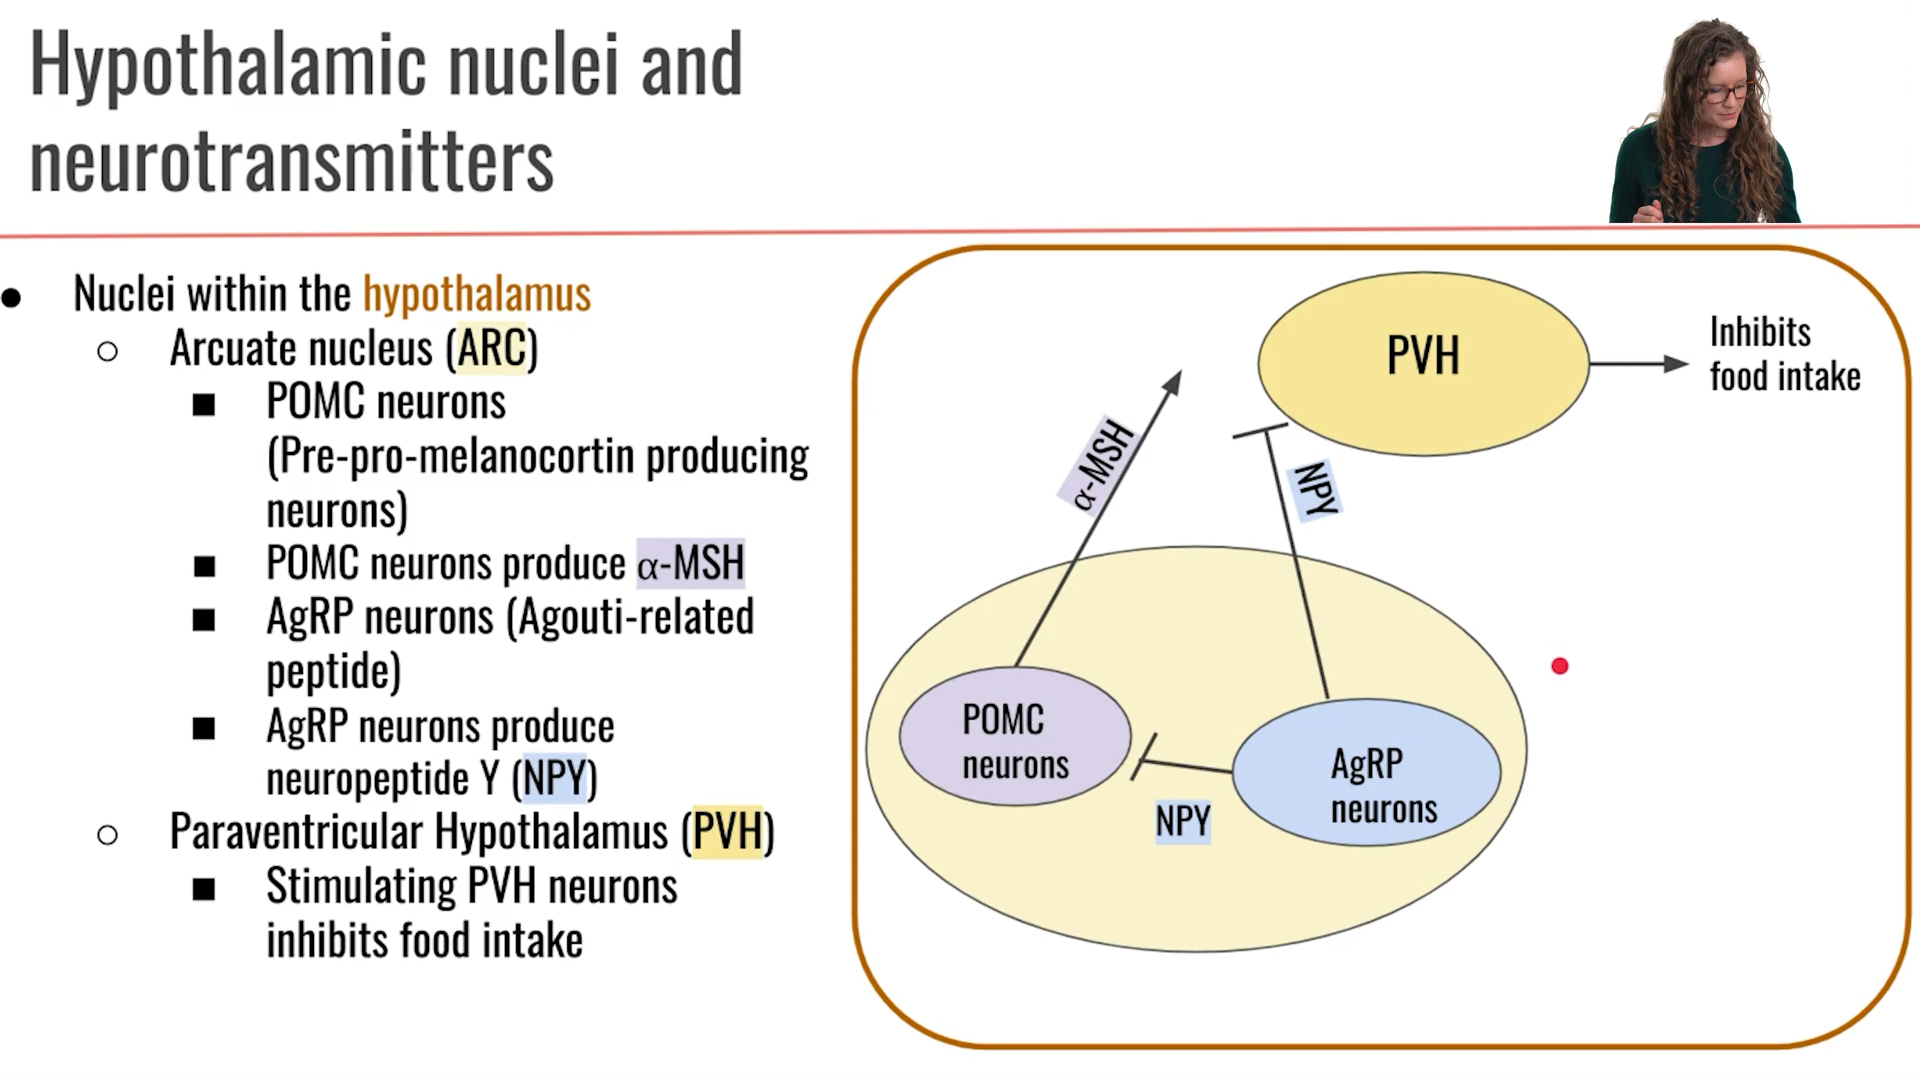 Hypothalamic nuclei and
neurotransmitters
● Nuclei within the hypothalamus
○ Arcuate nucleus (ARC)
■ POMC neurons
(Pre-pro-melanocortin producing
neurons)
■ POMC neurons produce α-MSH
■ AgRP neurons (Agouti-related
peptide)
■ AgRP neurons produce
neuropeptide Y (NPY)
○ Paraventricular Hypothalamus (PVH)
■ Stimulating PVH neurons
inhibits food intake
PVH
Inhibits
food intake
α-MSH
NPY
POMC
neurons
NPY
AgRP
neurons